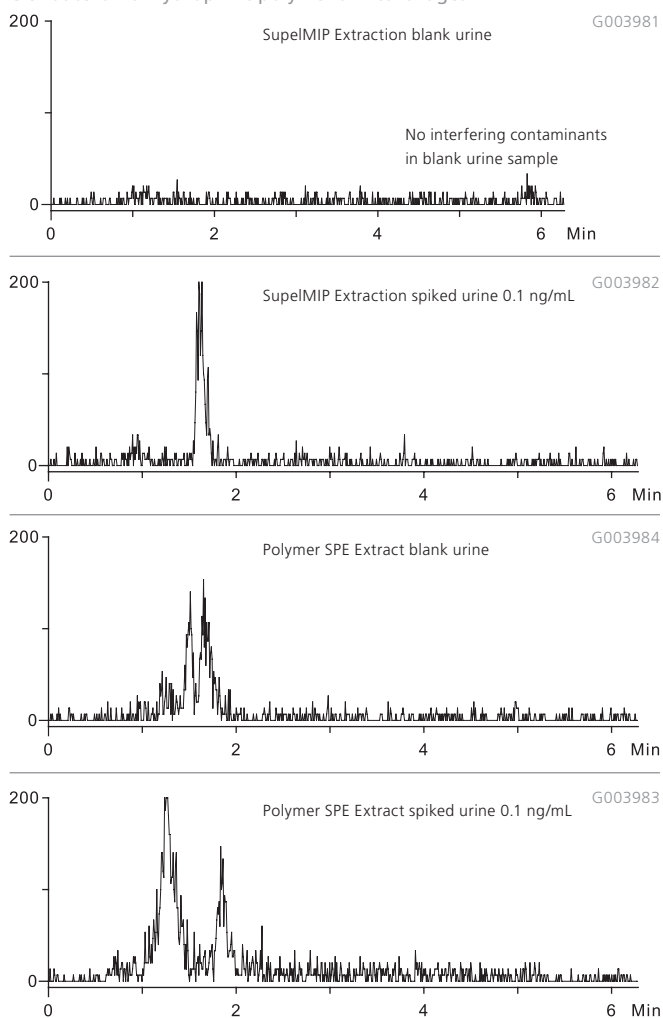 200
G003981
SupelMIP Extraction blank urine
No interfering contaminants
in blank urine sample
0
0 2 4 6 Min
200
G003982
SupelMIP Extraction spiked urine 0.1 ng/mL
0
0 2 4 6 Min
200
G003984
Polymer SPE Extract blank urine
0
0 2 4 6 Min
200
G003983
Polymer SPE Extract spiked urine 0.1 ng/mL
0
0 2 4 6 Min